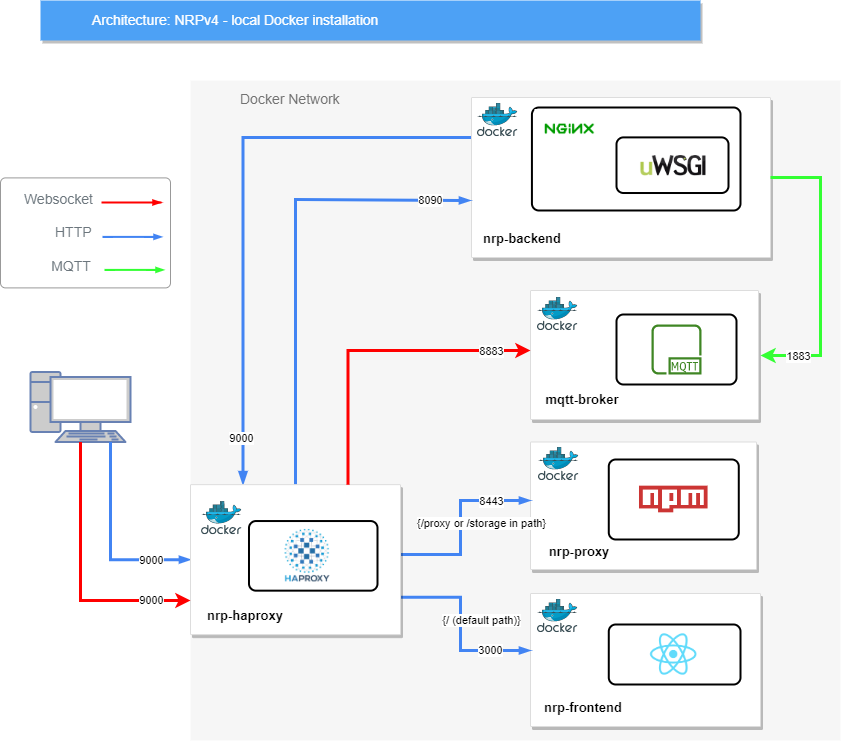 Architecture: NRPv4 - local Docker installation
Docker Network
docker
NGiNX
uWSGI
nrp-backend
8090
Websocket
HTTP
MQTT
docker
MQTT
mqtt-broker
8883
1883
9000
docker
npm
nrp-proxy
8443
{/proxy or /storage in path}
docker
HAPROXY
nrp-haproxy
9000
9000
docker
nrp-frontend
{/ (default path)}
3000